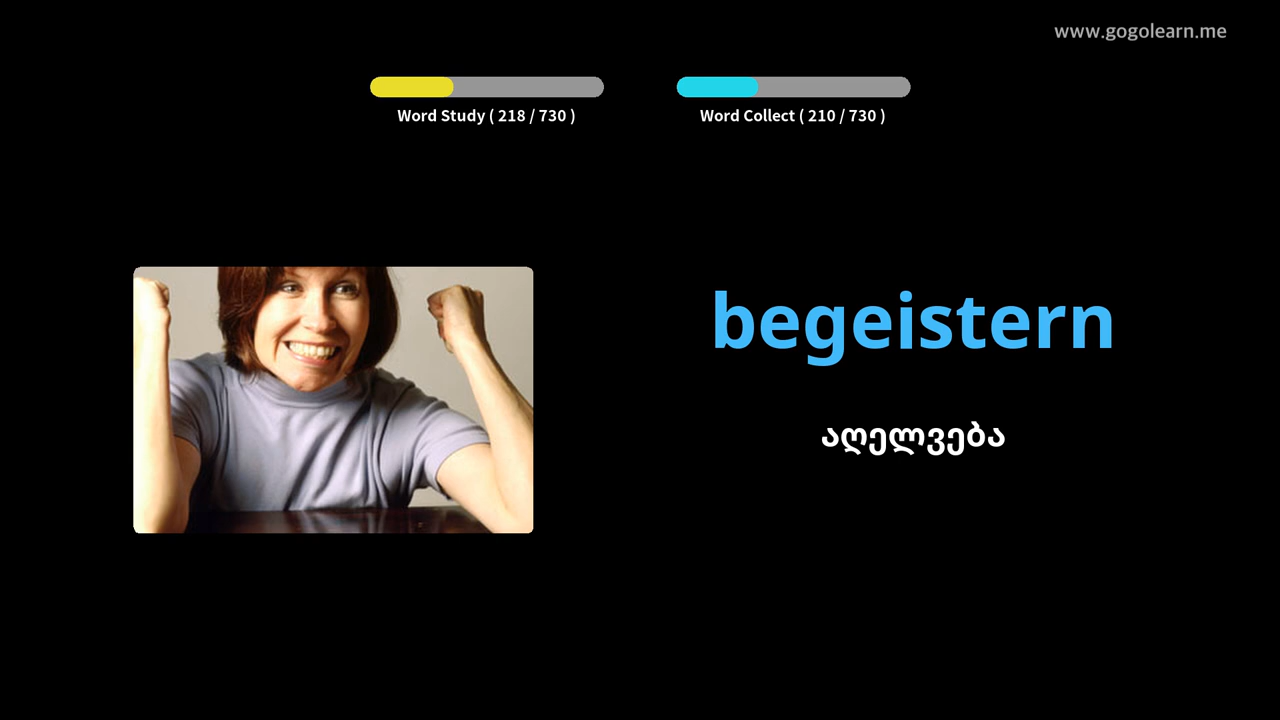 www.gogolearn.me
Word Study ( 218 / 730 )
Word Collect ( 210 / 730 )
begeistern
აღელვება